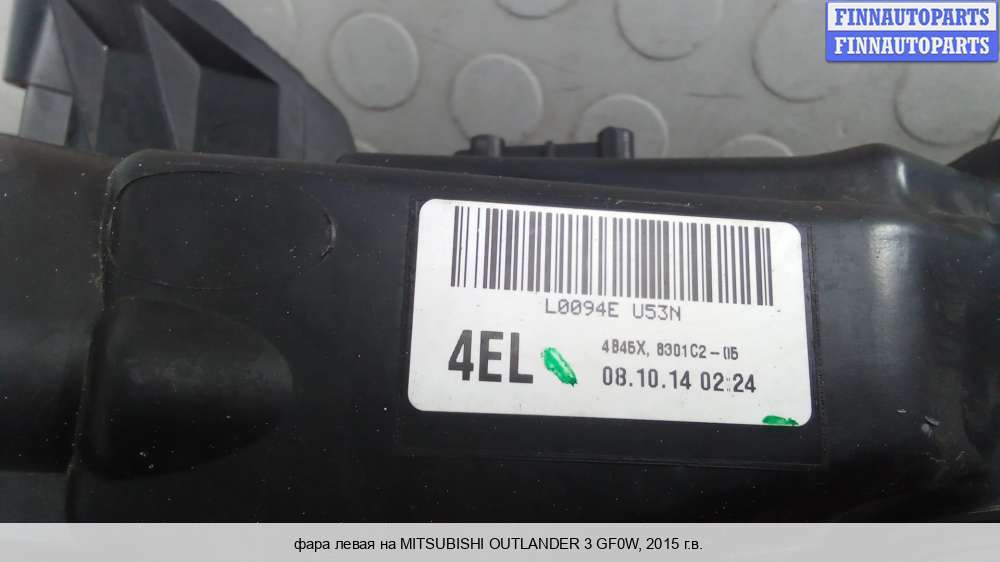 FINNAUTOPARTS
FINNAUTOPARTS
L0094E U53N
4EL
4B45X, 8301C2-05
08.10.14 02:24
фара левая на MITSUBISHI OUTLANDER 3 GF0W, 2015 г.в.